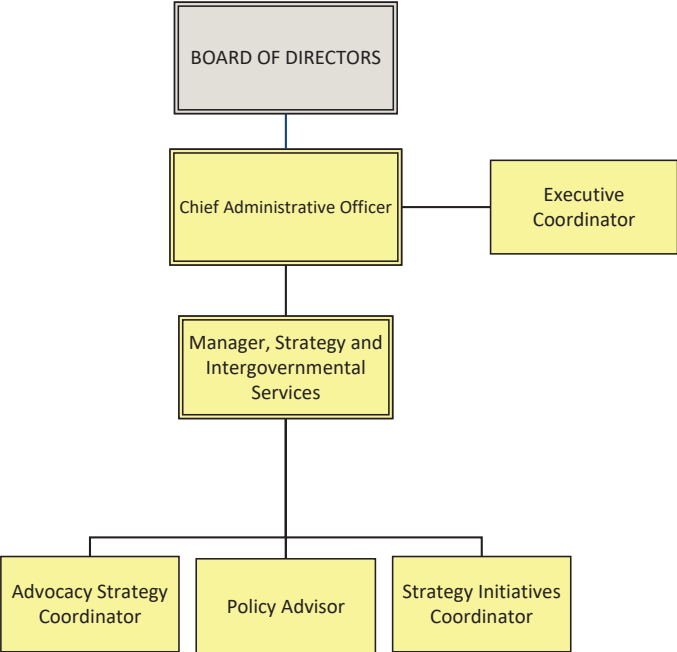 BOARD OF DIRECTORS
Chief Administrative Officer
Executive
Coordinator
Manager, Strategy and
Intergovernmental
Services
Advocacy Strategy
Coordinator
Policy Advisor
Strategy Initiatives
Coordinator